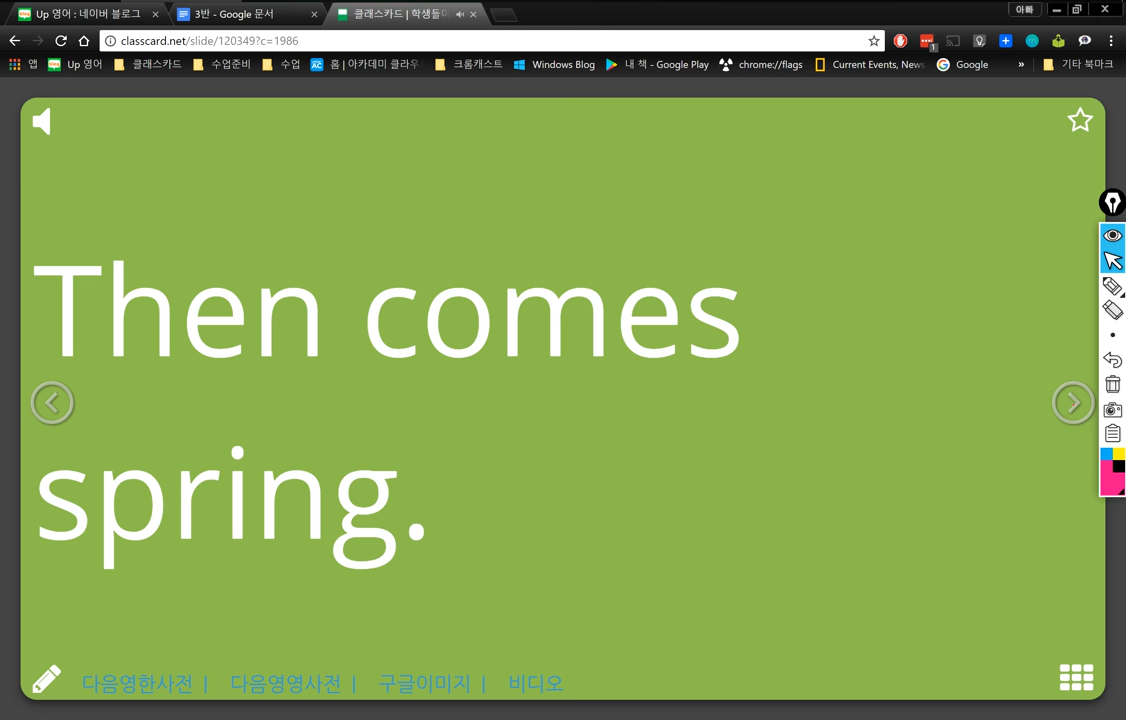 Up 영어 : 네이버 블로그
3반 - Google 문서
클래스카드 | 학생들이
아빠
classcard.net/slide/120349?c=1986
1
앱
Up 영어
클래스카드
수업준비
수업
홈 | 아카데미 클라우
크롬캐스트
Windows Blog
내 책 - Google Play
chrome://flags
Current Events, News
Google
»
기타 북마크
Then comes
spring.
다음영한사전 | 다음영영사전 | 구글이미지 | 비디오